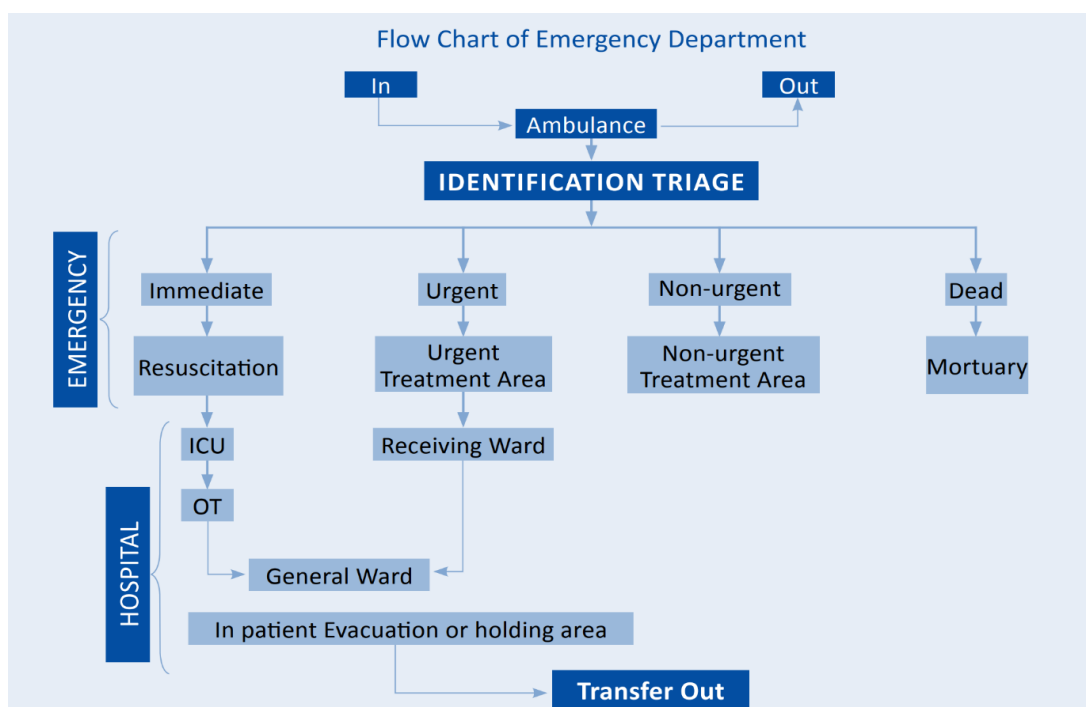 Flow Chart of Emergency Department
In
Out
Ambulance
IDENTIFICATION TRIAGE
EMERGENCY
Immediate
Urgent
Non-urgent
Dead
Resuscitation
Urgent
Treatment Area
Non-urgent
Treatment Area
Mortuary
HOSPITAL
ICU
Receiving Ward
OT
General Ward
In patient Evacuation or holding area
Transfer Out